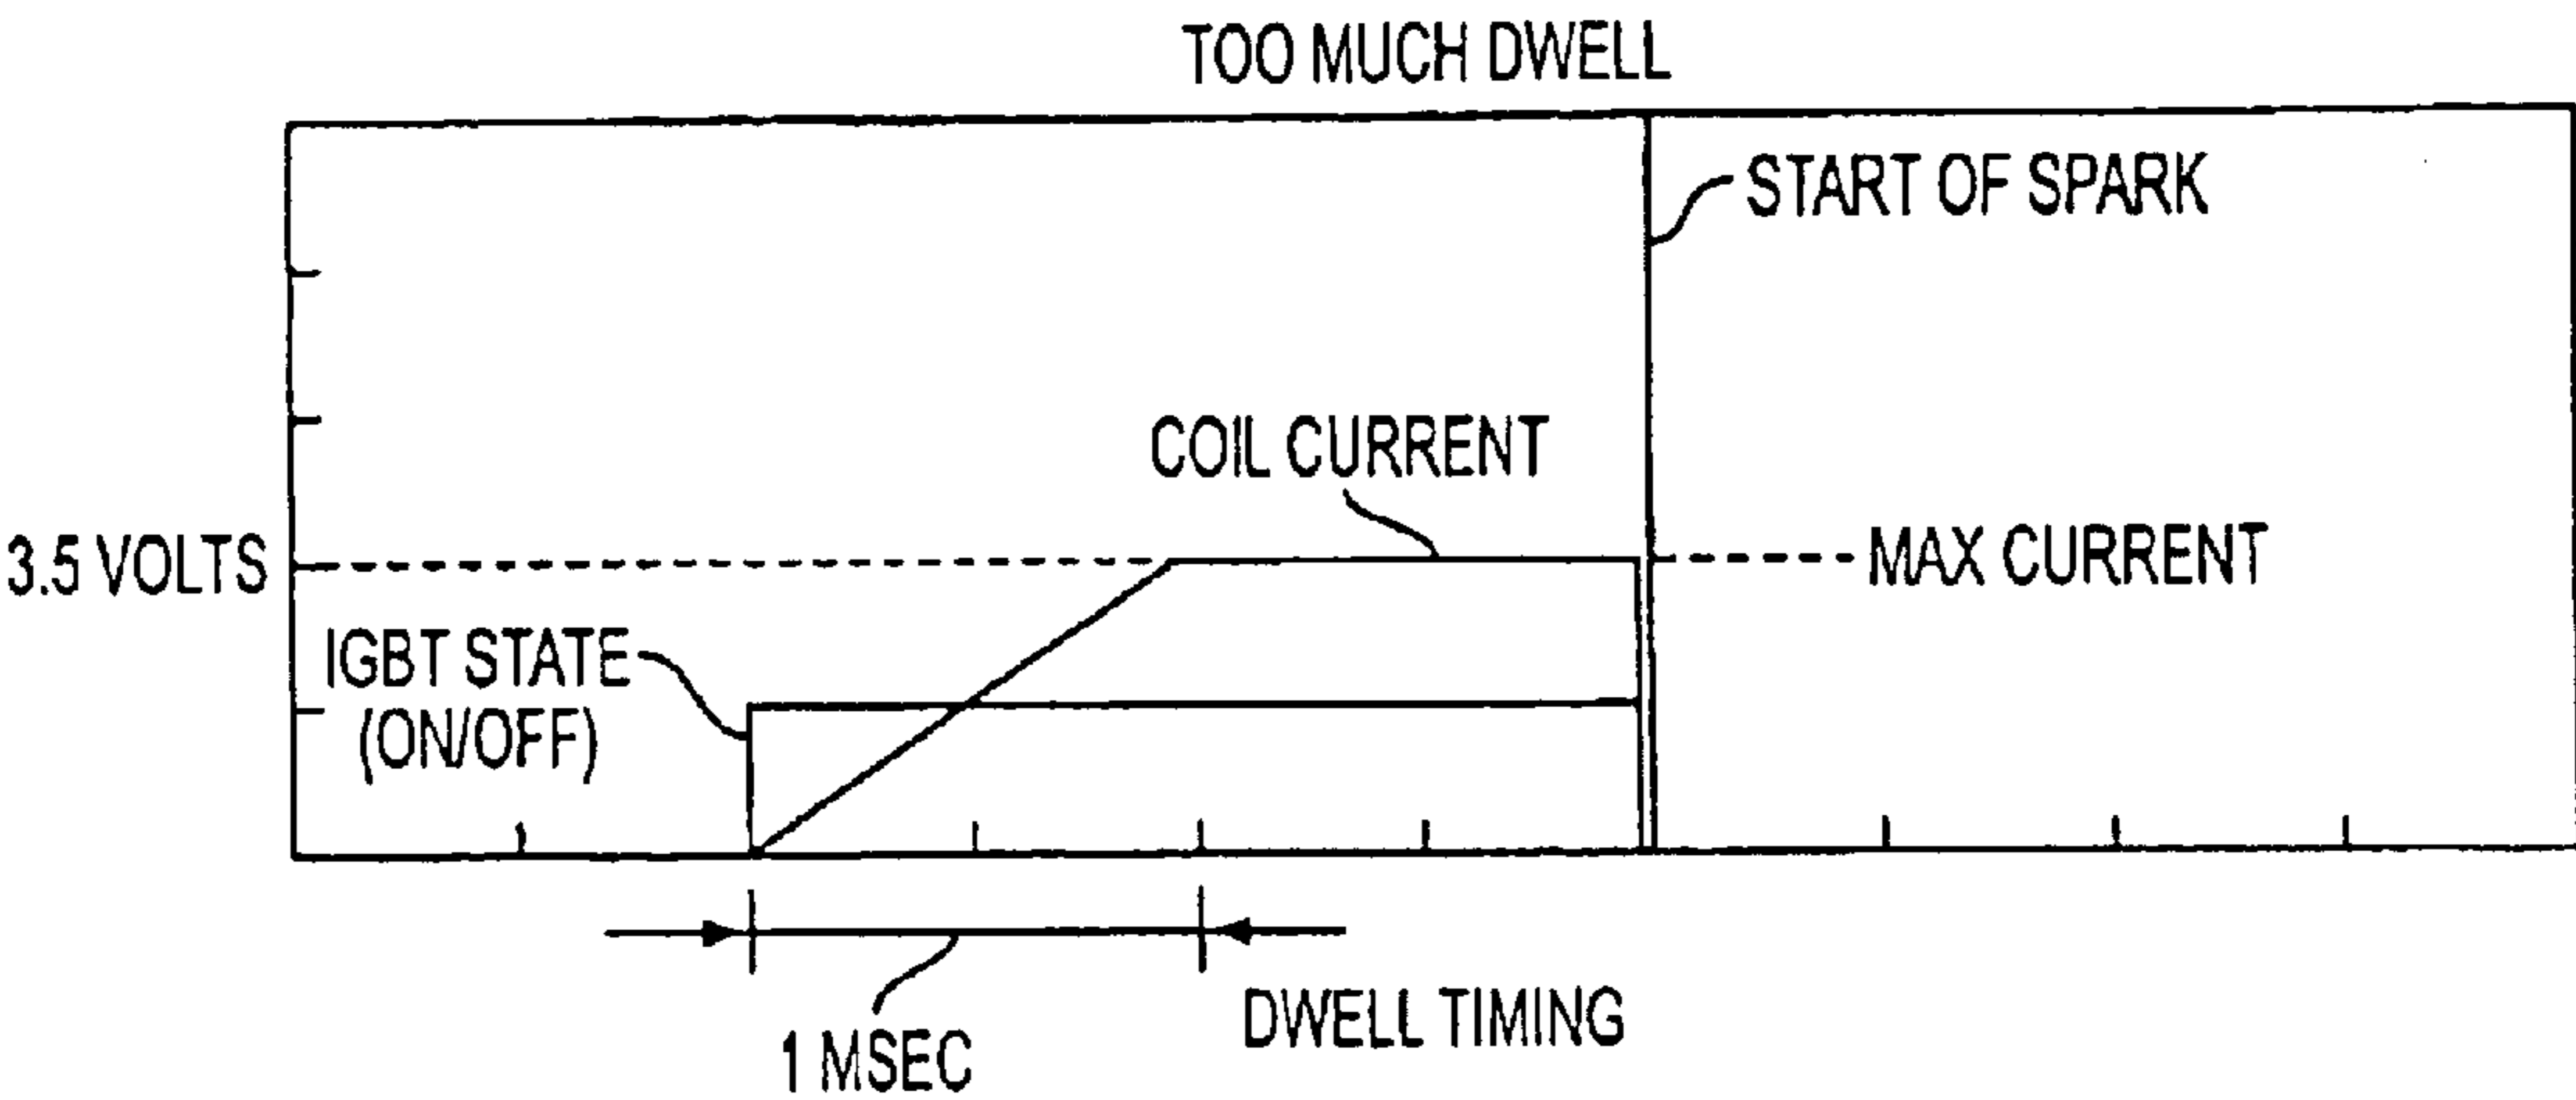 TOO MUCH DWELL
START OF SPARK
COIL CURRENT
3.5 VOLTS
MAX CURRENT
IGBT STATE
(ON/OFF)
1 MSEC
DWELL TIMING